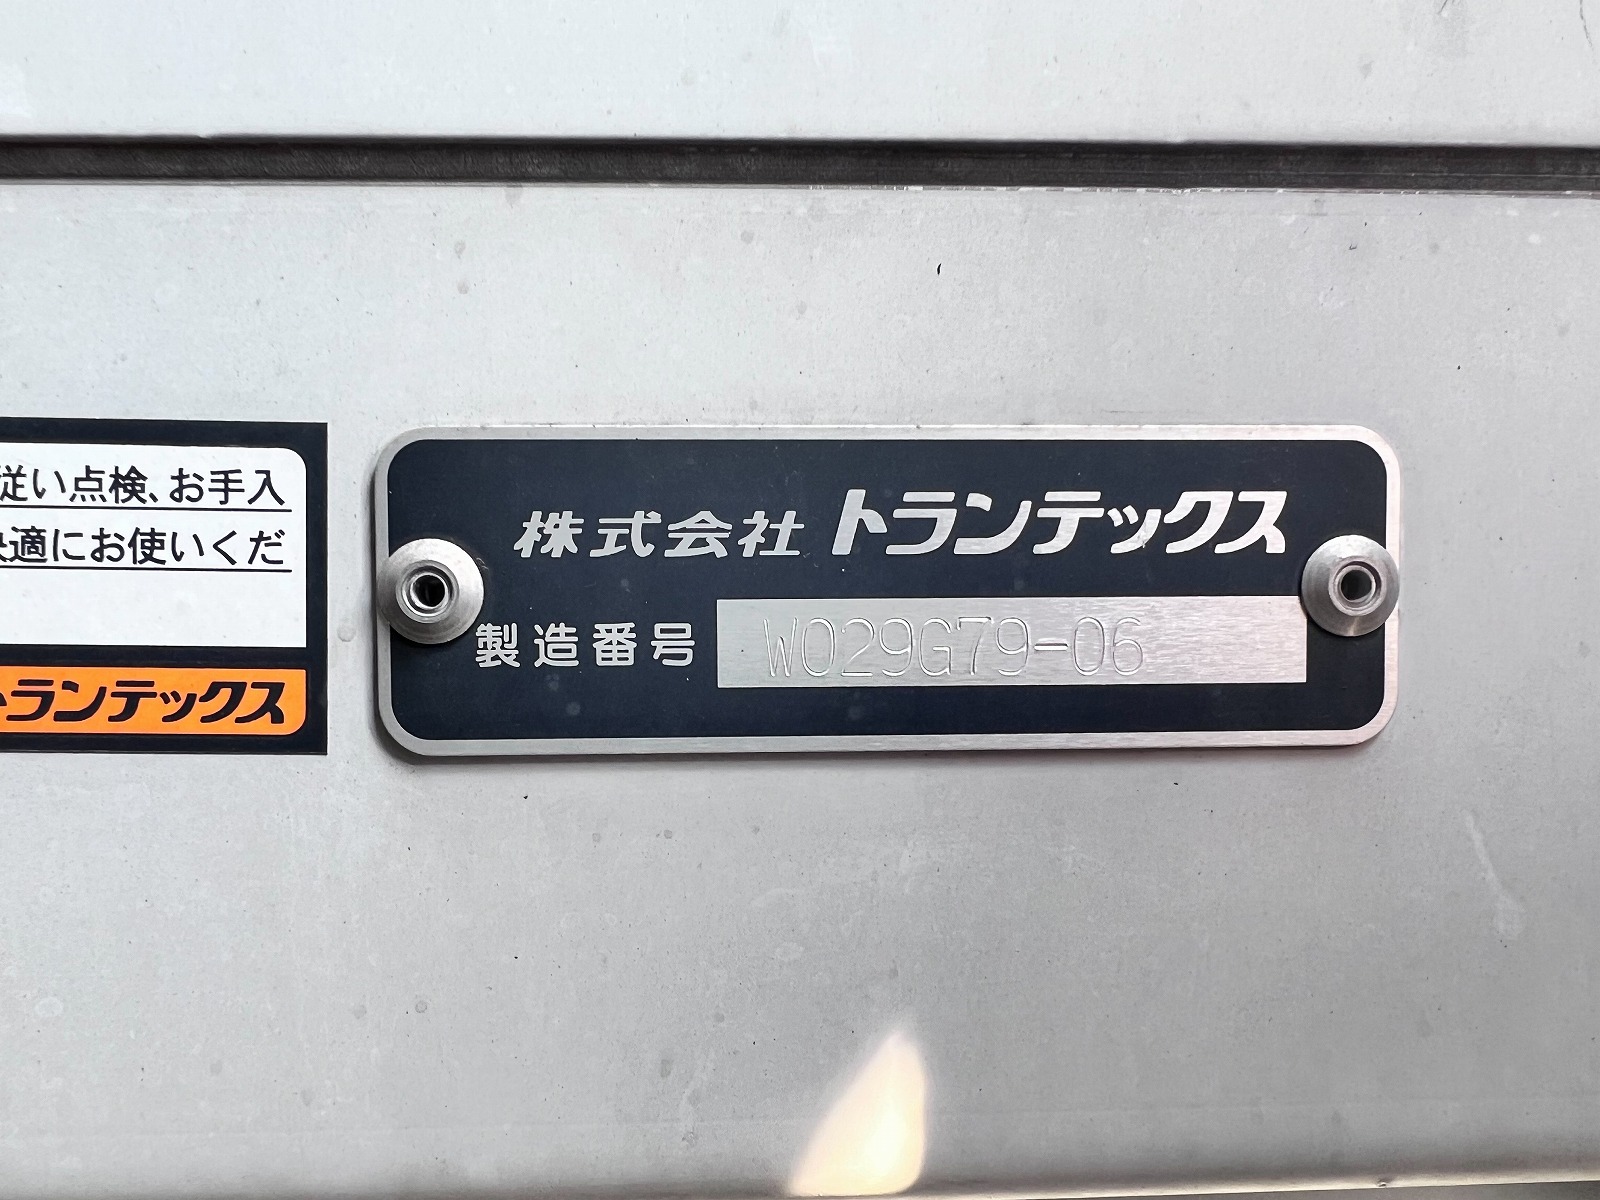 従い点検、お手入
快適にお使いくだ
トランテックス
株式会社トランテックス
製造番号 W029G79-06